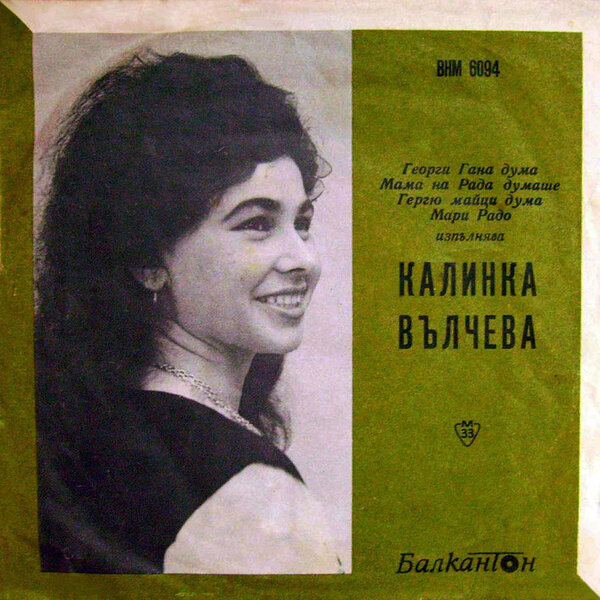 ВНМ 6094
Георги Гана дума
Мама на Рада думаше
Гергю майци дума
Мари Радо
изпълнява
КАЛИНКА
ВЪЛЧЕВА
М
33
Балкантон